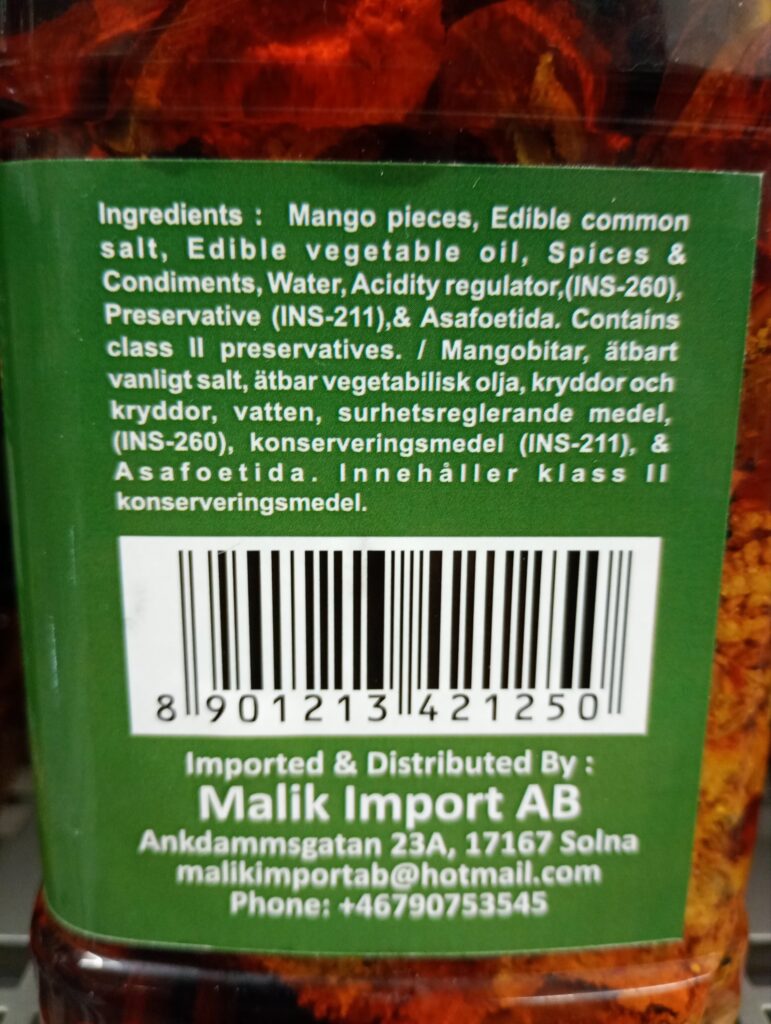 Ingredients : Mango pieces, Edible common
salt, Edible vegetable oil, Spices &
Condiments, Water, Acidity regulator,(INS-260),
Preservative (INS-211),& Asafoetida. Contains
class II preservatives. / Mangobitar, ätbart
vanligt salt, ätbar vegetabilisk olja, kryddor och
kryddor, vatten, surhetsreglerande medel,
(INS-260), konserveringsmedel (INS-211), &
Asafoetida. Innehåller klass II
konserveringsmedel.
8 901213 421250
Imported & Distributed By :
Malik Import AB
Ankdammsgatan 23A, 17167 Solna
malikimportab@hotmail.com
Phone: +46790753545